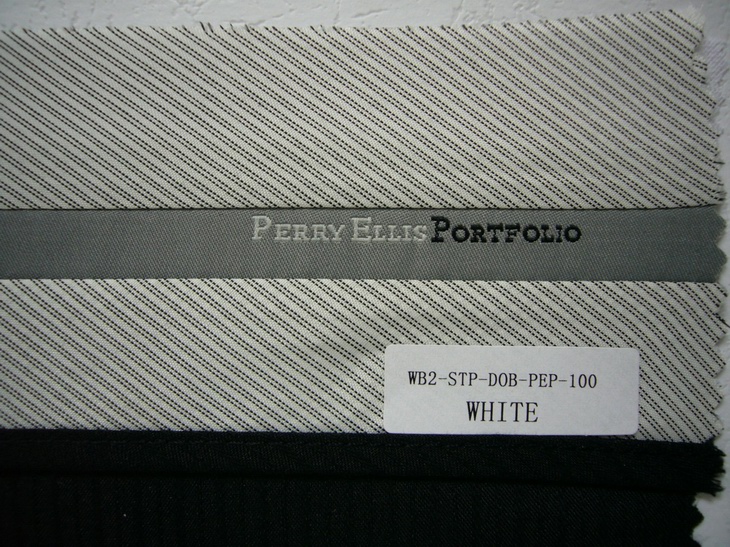 PERRY ELLIS PORTFOLIO
WB2-STP-DOB-PEP-100
WHITE